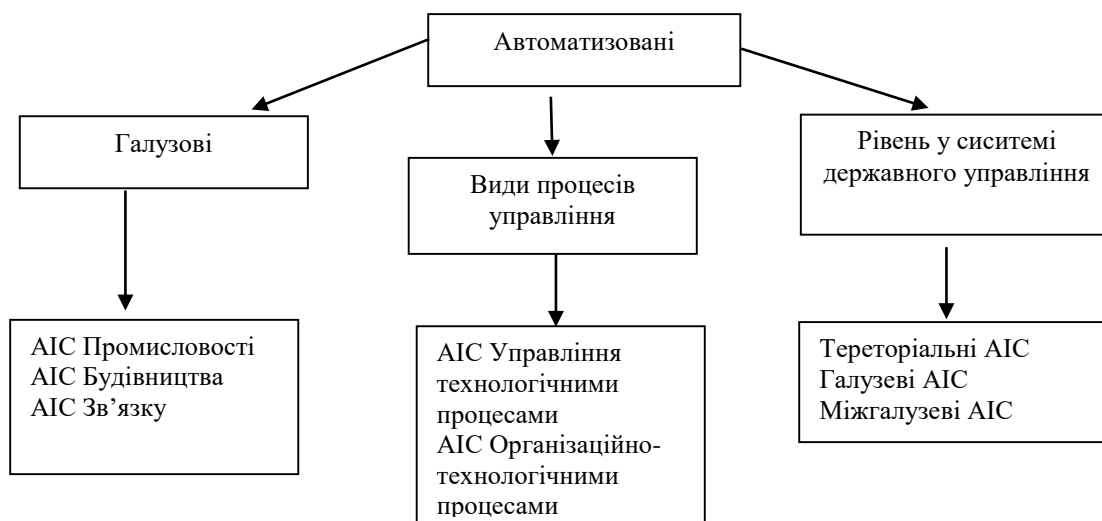 Автоматизовані
Галузові
Види процесів
управління
Рівень у сиситемі
державного управління
АІС Промисловості
АІС Будівництва
АІС Зв’язку
АІС Управління
технологічними
процесами
АІС Організаційно-
технологічними
процесами
Тереторіальні АІС
Галузеві АІС
Міжгалузеві АІС